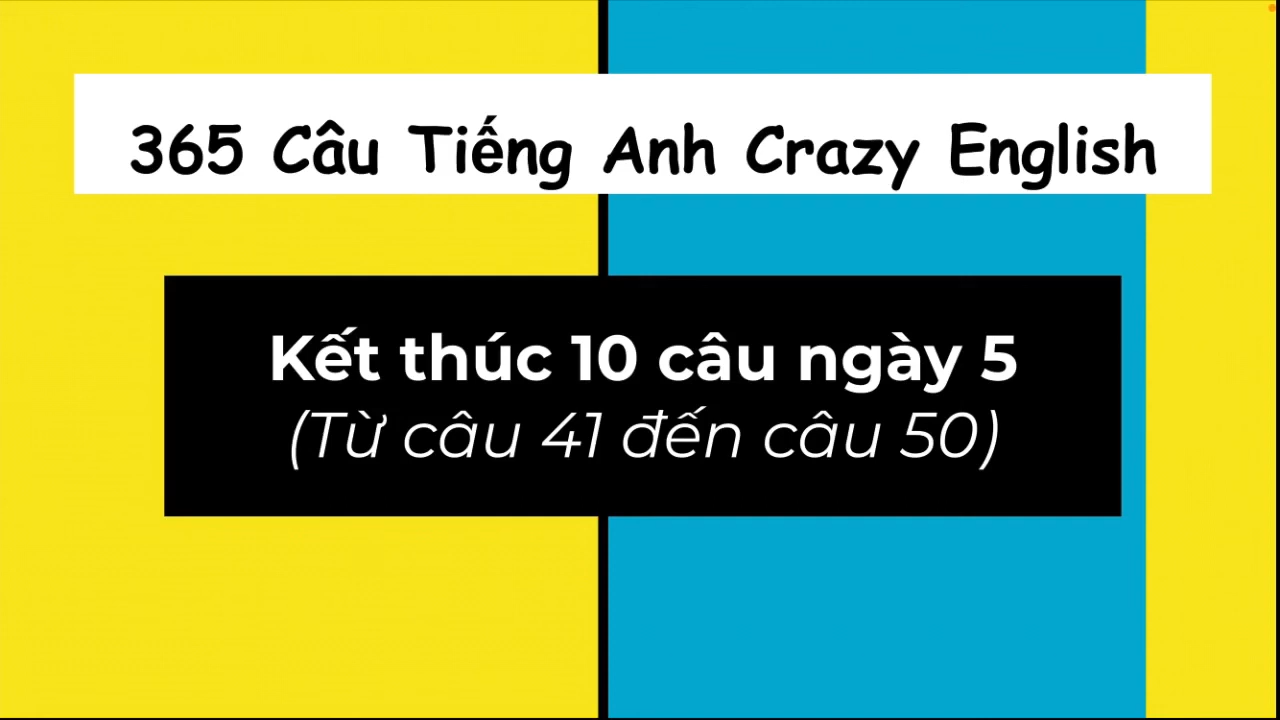 365 Câu Tiếng Anh Crazy English
Kết thúc 10 câu ngày 5
(Từ câu 41 đến câu 50)